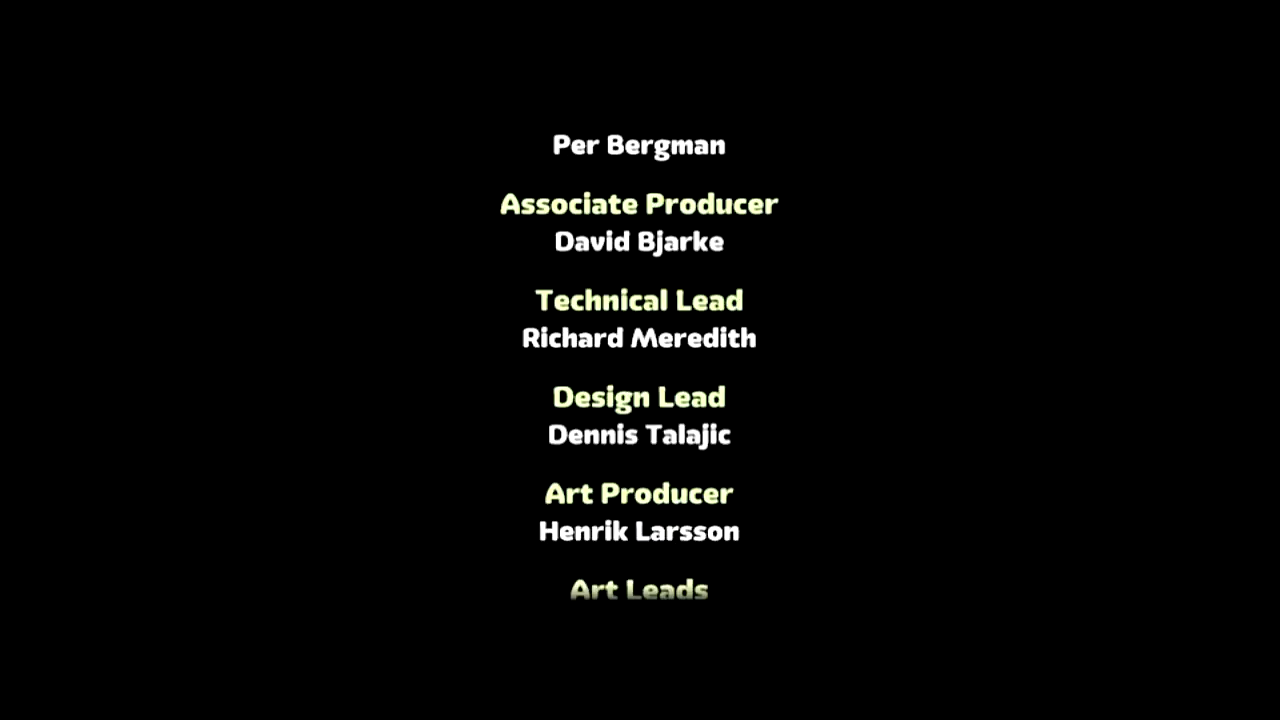 Per Bergman
Associate Producer
David Bjarke
Technical Lead
Richard Meredith
Design Lead
Dennis Talajic
Art Producer
Henrik Larsson
Art Leads